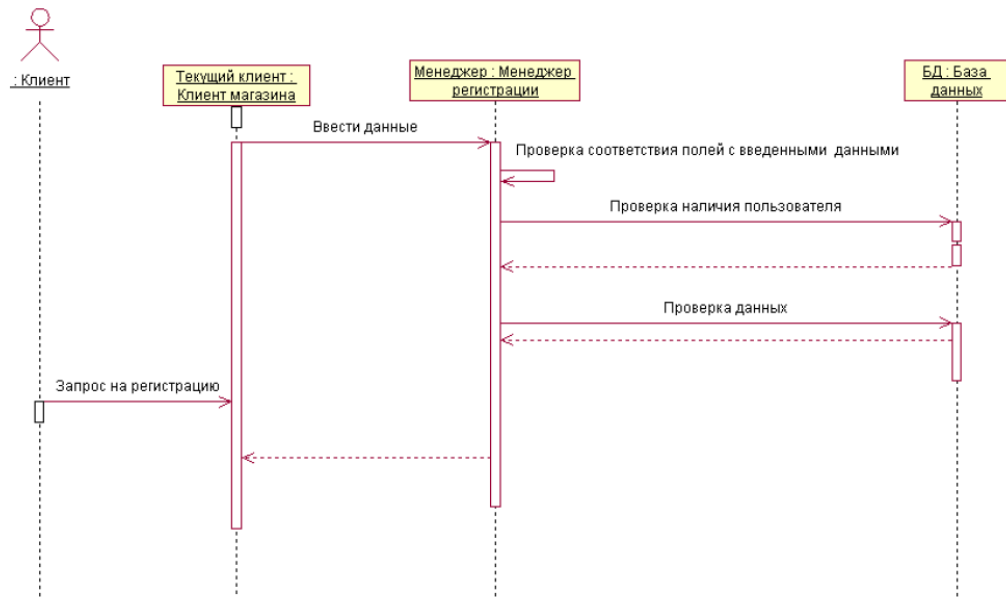 : Клиент
Текущий клиент :
Клиент магазина
Менеджер : Менеджер
регистрации
БД : База
данных
Ввести данные
Проверка соответствия полей с введенными данными
Проверка наличия пользователя
Проверка данных
Запрос на регистрацию